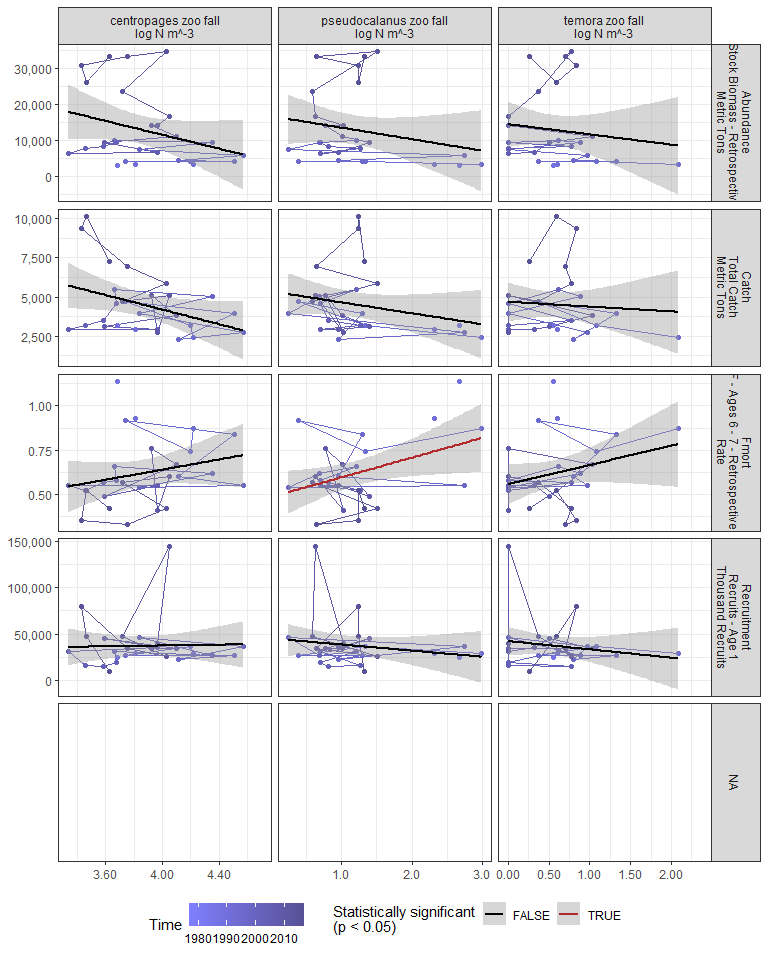 centropages zoo fall
log N m^-3
pseudocalanus zoo fall
log N m^-3
temora zoo fall
log N m^-3
30,000
20,000
10,000
0
Abundance
Stock Biomass - Retrospectiv
Metric Tons
10,000
7,500
5,000
2,500
Catch
Total Catch
Metric Tons
1.00
0.75
0.50
Fmort
- Ages 6 - 7 - Retrospective
Rate
150,000
100,000
50,000
0
Recruitment
Recruits - Age 1
Thousand Recruits
NA
3.60 4.00 4.40 1.0 2.0 3.0 0.00 0.50 1.00 1.50 2.00
Time
1980 1990 2000 2010
Statistically significant
(p < 0.05)
FALSE
TRUE